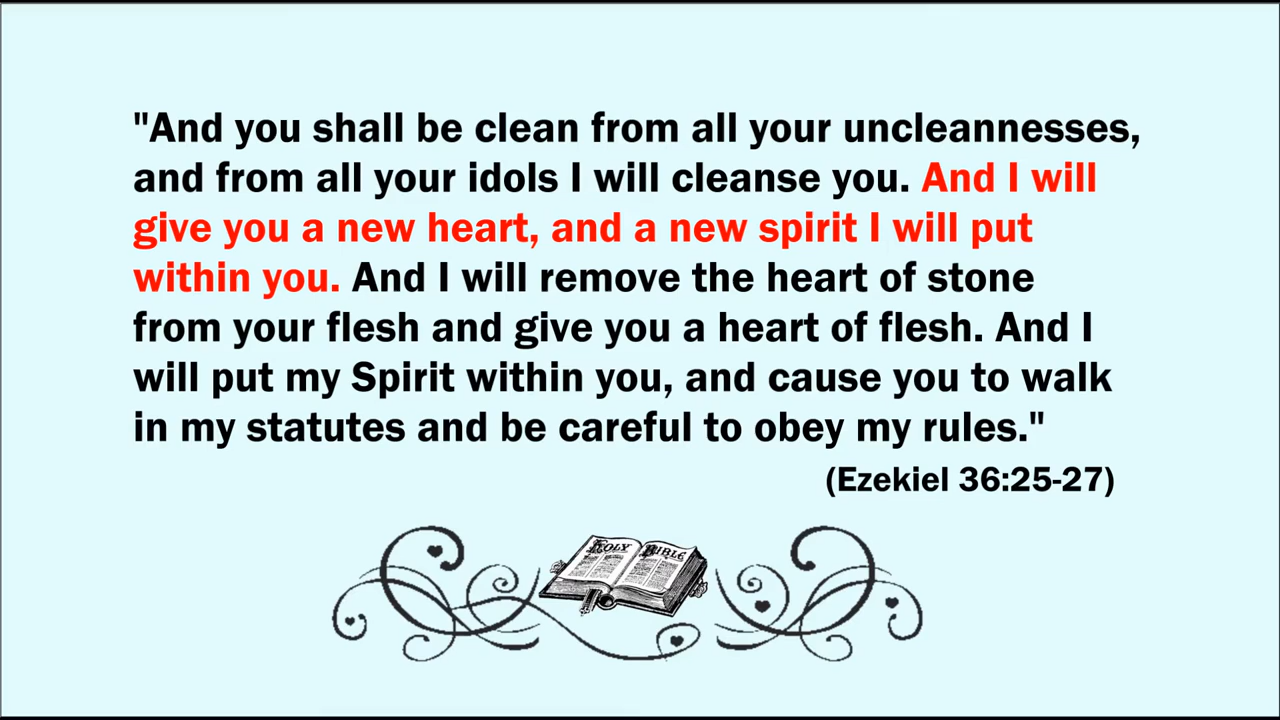 "And you shall be clean from all your uncleannesses,
and from all your idols I will cleanse you. And I will
give you a new heart, and a new spirit I will put
within you. And I will remove the heart of stone
from your flesh and give you a heart of flesh. And I
will put my Spirit within you, and cause you to walk
in my statutes and be careful to obey my rules."
(Ezekiel 36:25-27)
HOLY BIBLE